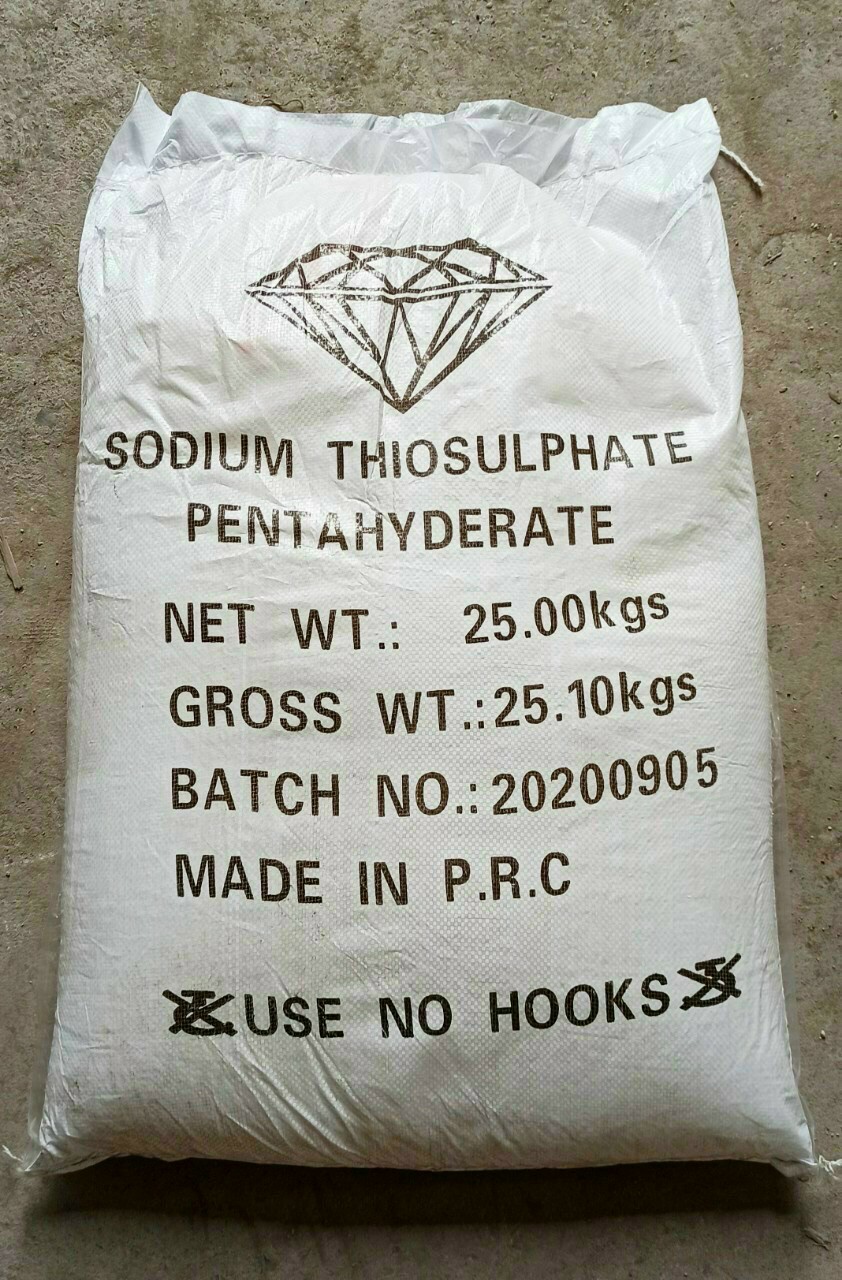 SODIUM THIOSULPHATE
PENTAHYDERATE
NET WT.: 25.00kgs
GROSS WT.:25.10kgs
BATCH NO.:20200905
MADE IN P.R.C
USE NO HOOKS